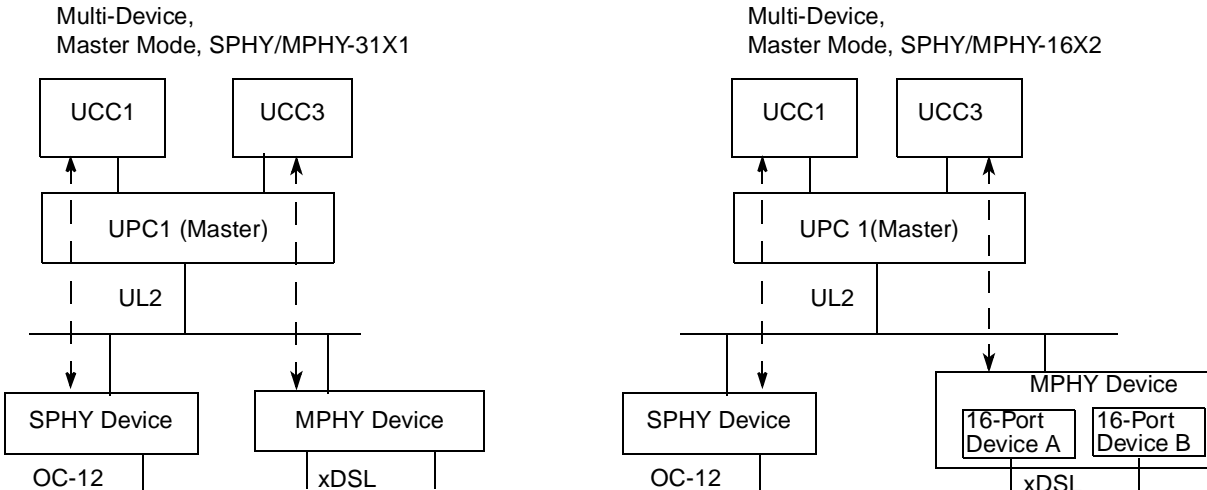 Multi-Device,
Master Mode, SPHY/MPHY-31X1
UCC1
UCC3
UPC1 (Master)
UL2
SPHY Device
MPHY Device
OC-12
xDSL
Multi-Device,
Master Mode, SPHY/MPHY-16X2
UCC1
UCC3
UPC 1(Master)
UL2
SPHY Device
MPHY Device
16-Port
Device A
16-Port
Device B
OC-12
xDSL